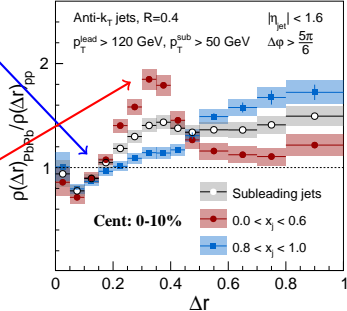 Anti-k_T jets, R=0.4 |η_jet| < 1.6
p_T^lead > 120 GeV, p_T^sub > 50 GeV Δφ > 5π/6
ρ(Δr)_PbPb/ρ(Δr)_pp
2
1
Subleading jets
Cent: 0-10% 0.0 < x_j < 0.6
0.8 < x_j < 1.0
0 0.2 0.4 0.6 0.8 1
Δr